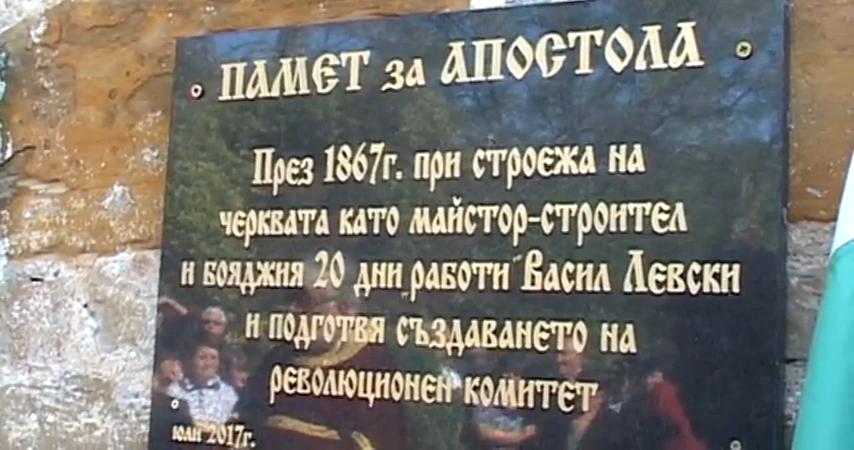 ПАМЕТ за АПОСТОЛА
През 1867г. при строежа на
черквата като майстор-строител
и бояджия 20 дни „работи“ Васил Левски
и подготвя създаването на
революционен комитет
юли 2017г.